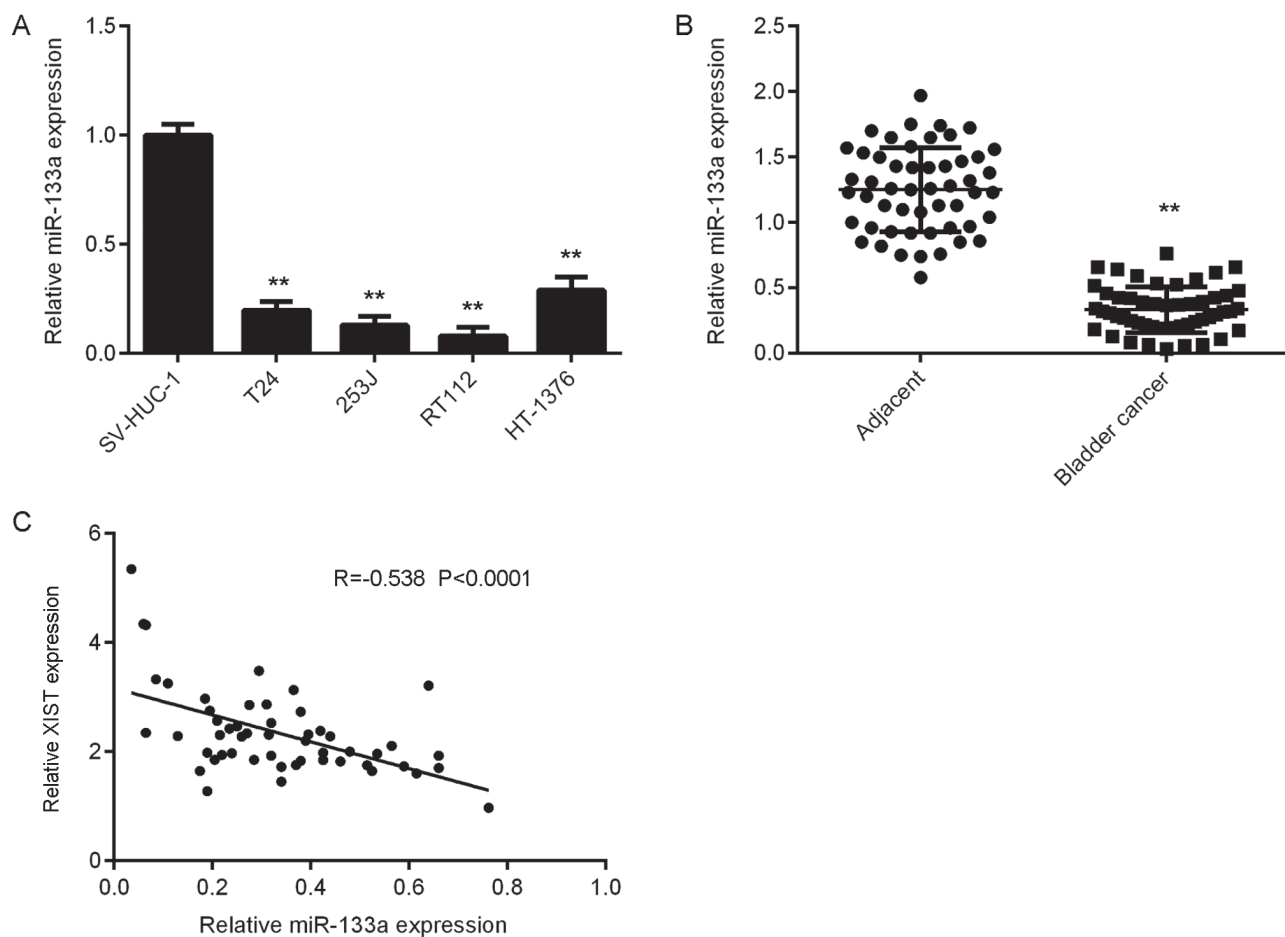 A
Relative miR-133a expression
1.5
1.0
0.5
0.0
**
**
**
**
SV-HUC-1
T24
253J
RT112
HT-1376
B
Relative miR-133a expression
2.5
2.0
1.5
1.0
0.5
0.0
**
Adjacent
Bladder cancer
C
Relative XIST expression
6
4
2
0
R=-0.538 P<0.0001
0.0 0.2 0.4 0.6 0.8 1.0
Relative miR-133a expression